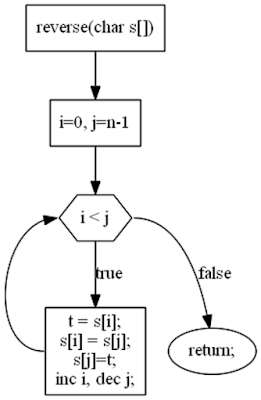 reverse(char s[])
i=0, j=n-1
i < j
true
false
t = s[i];
s[i] = s[j];
s[j]=t;
inc i, dec j;
return;